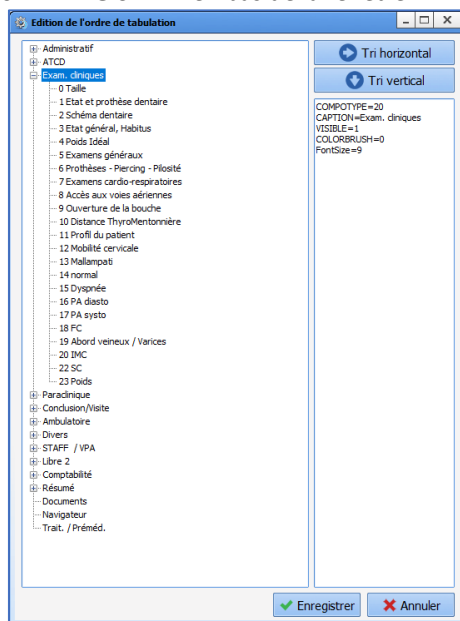 Edition de l'ordre de tabulation
Administratif
ATCD
Exam. cliniques
0 Taille
1 Etat et prothèse dentaire
2 Schéma dentaire
3 Etat général, Habitus
4 Poids Idéal
5 Examens généraux
6 Prothèses - Piercing - Pilosité
7 Examens cardio-respiratoires
8 Accès aux voies aériennes
9 Ouverture de la bouche
10 Distance ThyroMentonnière
11 Profil du patient
12 Mobilité cervicale
13 Mallampati
14 normal
15 Dyspnée
16 PA diasto
17 PA systo
18 FC
19 Abord veineux / Varices
20 IMC
22 SC
23 Poids
Paraclinique
Conclusion/Visite
Ambulatoire
Divers
STAFF / VPA
Libre 2
Comptabilité
Résumé
Documents
Navigateur
Trait. / Préméd.
Tri horizontal
Tri vertical
COMPOTYPE=20
CAPTION=Exam. cliniques
VISIBLE=1
COLORBRUSH=0
FontSize=9
Enregistrer
Annuler